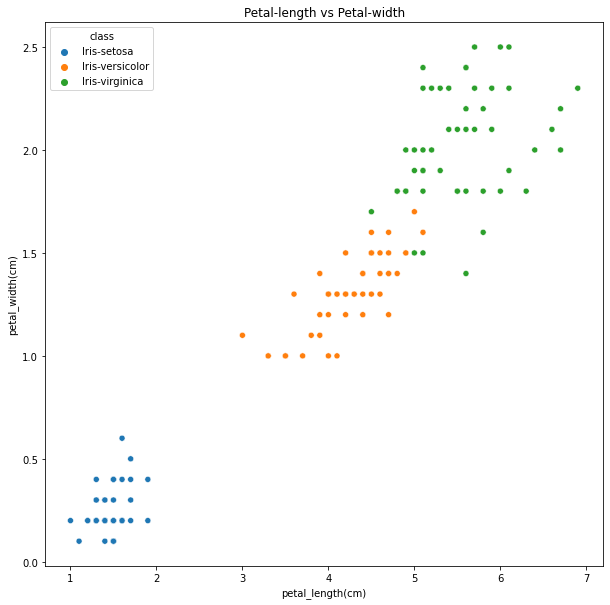 Petal-length vs Petal-width
class
Iris-setosa
Iris-versicolor
Iris-virginica
2.5
2.0
1.5
1.0
0.5
0.0
petal_width(cm)
1 2 3 4 5 6 7
petal_length(cm)